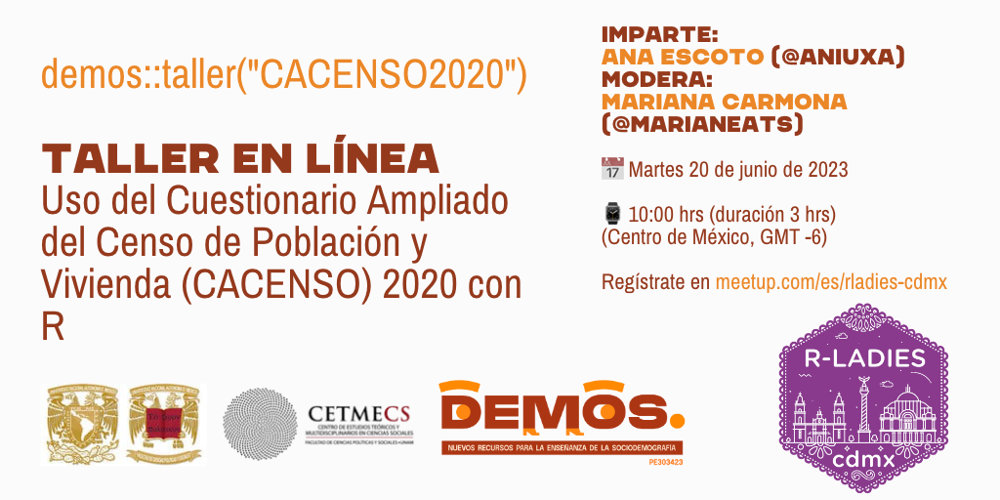 demos::taller("CACENSO2020")
TALLER EN LÍNEA
Uso del Cuestionario Ampliado
del Censo de Población y
Vivienda (CACENSO) 2020 con
R
IMPARTE:
ANA ESCOTO (@ANIUXA)
MODERA:
MARIANA CARMONA
(@MARIANEATS)
17 Martes 20 de junio de 2023
10:00 hrs (duración 3 hrs)
(Centro de México, GMT -6)
Regístrate en meetup.com/es/rladies-cdmx
CETMECS
CENTRO DE ESTUDIOS TEÓRICOS Y
MULTIDISCIPLINARIOS EN CIENCIAS SOCIALES
FACULTAD DE CIENCIAS POLÍTICAS Y SOCIALES • UNAM
DEMOS.
NUEVOS RECURSOS PARA LA ENSEÑANZA DE LA SOCIODEMOGRAFIA
PE303423
R-LADIES
cdmx